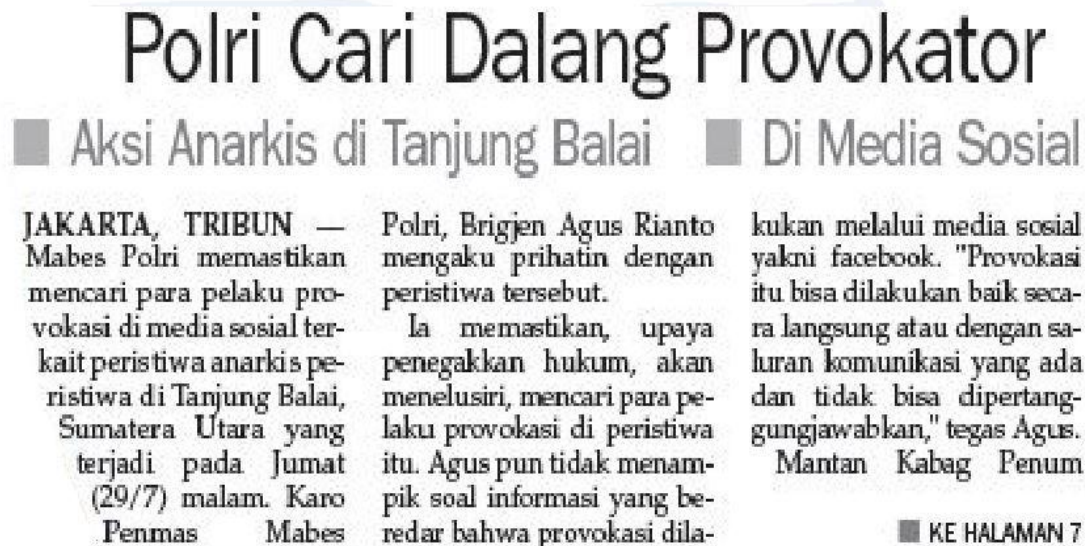 Polri Cari Dalang Provokator
■ Aksi Anarkis di Tanjung Balai ■ Di Media Sosial
JAKARTA, TRIBUN —
Mabes Polri memastikan
mencari para pelaku pro-
vokasi di media sosial ter-
kait peristiwa anarkis pe-
ristiwa di Tanjung Balai,
Sumatera Utara yang
terjadi pada Jumat
(29/7) malam. Karo
Penmas Mabes
Polri, Brigjen Agus Rianto
mengaku prihatin dengan
peristiwa tersebut.
Ia memastikan, upaya
penegakkan hukum, akan
menelusiri, mencari para pe-
laku provokasi di peristiwa
itu. Agus pun tidak menam-
pik soal informasi yang be-
redar bahwa provokasi dila-
kukan melalui media sosial
yakni facebook. "Provokasi
itu bisa dilakukan baik seca-
ra langsung atau dengan sa-
luran komunikasi yang ada
dan tidak bisa dipertang-
gungjawabkan," tegas Agus.
Mantan Kabag Penum
■ KE HALAMAN 7